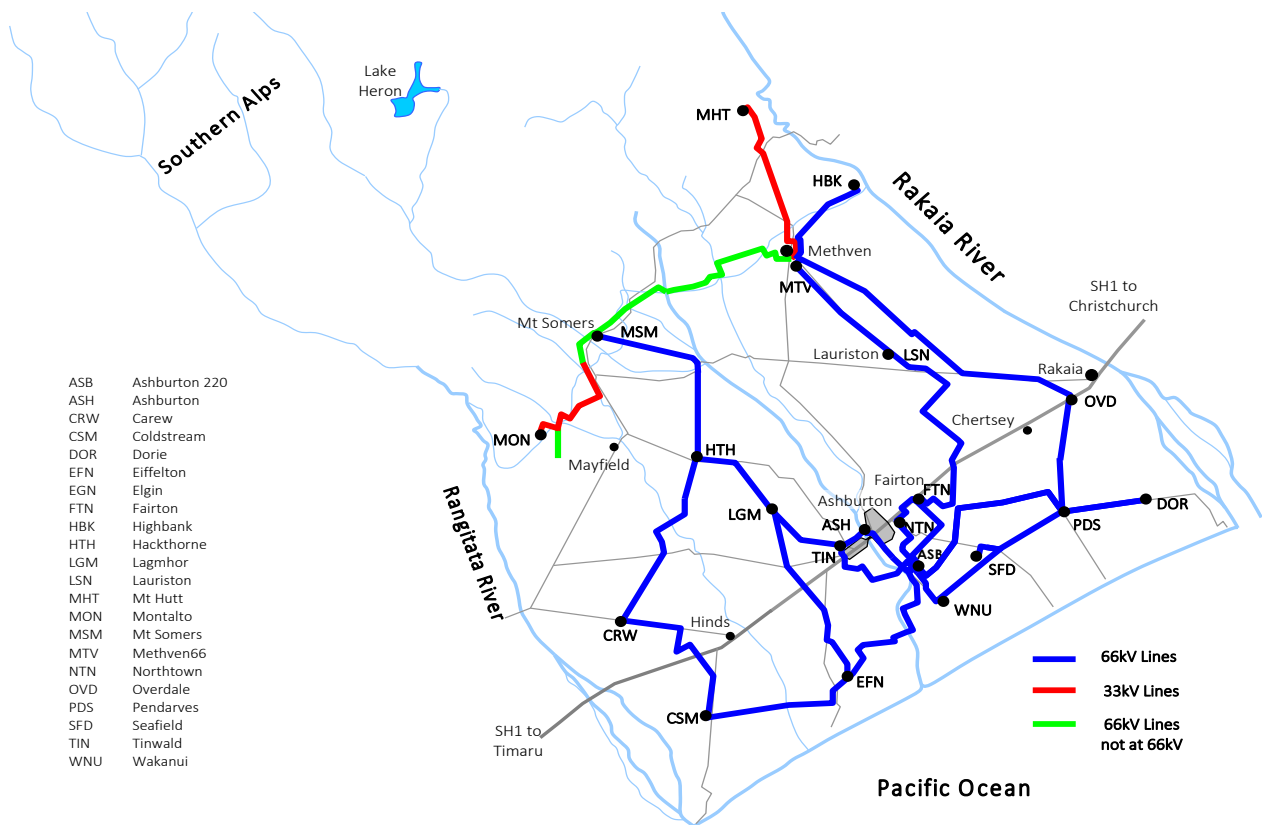 Lake
Heron
Southern Alps
MHT
HBK
Rakaia River
Methven
MTV
SH1 to
Christchurch
Mt Somers
MSM
Lauriston
LSN
Rakaia
OVD
Chertsey
MON
Mayfield
HTH
Fairton
FTN
Ashburton
LGM
ASH
NTN
DOR
PDS
TIN
ASB
SFD
Rangitata River
WNU
Hinds
CRW
EFN
CSM
SH1 to
Timaru
Pacific Ocean
ASB Ashburton 220
ASH Ashburton
CRW Carew
CSM Coldstream
DOR Dorie
EFN Eiffelton
EGN Elgin
FTN Fairton
HBK Highbank
HTH Hackthorne
LGM Lagmhor
LSN Lauriston
MHT Mt Hutt
MON Montalto
MSM Mt Somers
MTV Methven66
NTN Northtown
OVD Overdale
PDS Pendarves
SFD Seafield
TIN Tinwald
WNU Wakanui
66kV Lines
33kV Lines
66kV Lines
not at 66kV